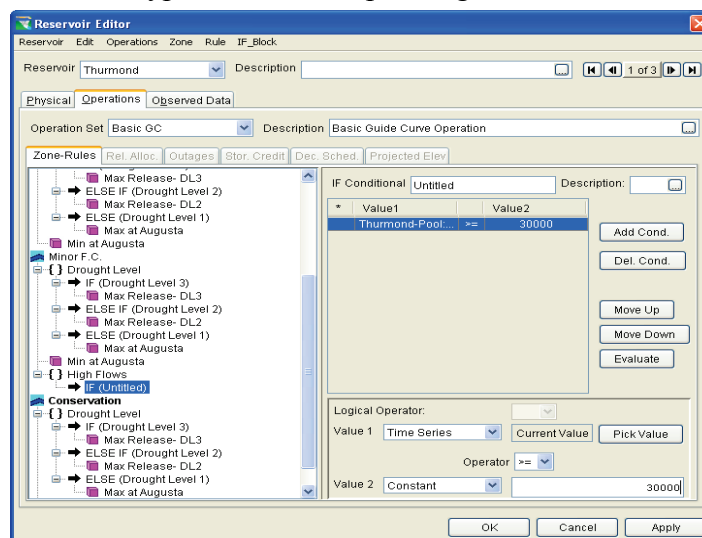 Reservoir Editor
Reservoir Edit Operations Zone Rule IF_Block
Reservoir Thurmond Description ... 1 of 3
Physical Operations Observed Data
Operation Set Basic GC Description Basic Guide Curve Operation ...
Zone-Rules Rel. Alloc. Outages Stor. Credit Dec. Sched. Projected Elev
Max Release- DL3
ELSE IF (Drought Level 2)
Max Release- DL2
ELSE (Drought Level 1)
Max at Augusta
Min at Augusta
Minor F.C.
{ } Drought Level
IF (Drought Level 3)
Max Release- DL3
ELSE IF (Drought Level 2)
Max Release- DL2
ELSE (Drought Level 1)
Max at Augusta
Min at Augusta
{ } High Flows
IF (Untitled)
Conservation
{ } Drought Level
IF (Drought Level 3)
Max Release- DL3
ELSE IF (Drought Level 2)
Max Release- DL2
ELSE (Drought Level 1)
Max at Augusta
IF Conditional Untitled Description: ...
* Value1 Value2
Thurmond-Pool:... >= 30000
Add Cond.
Del. Cond.
Move Up
Move Down
Evaluate
Logical Operator:
Value 1 Time Series Current Value Pick Value
Operator >=
Value 2 Constant 30000
OK Cancel Apply